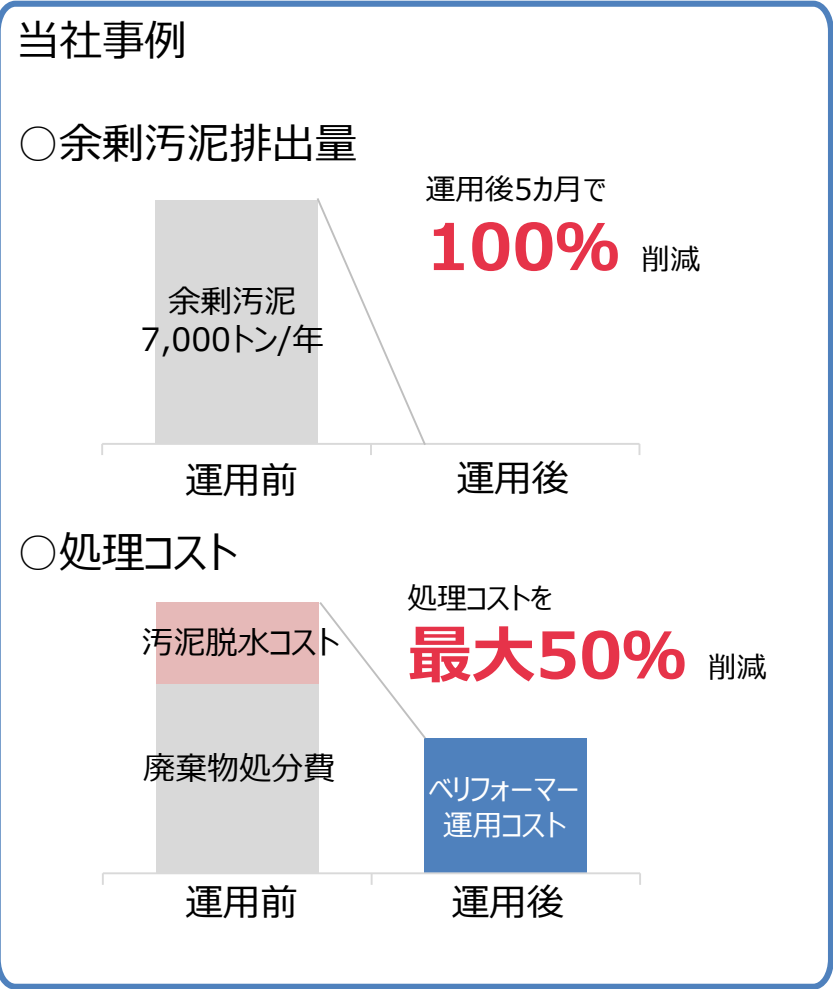 当社事例
○余剰汚泥排出量
運用後5カ月で
100% 削減
余剰汚泥
7,000トン/年
運用前
運用後
○処理コスト
処理コストを
最大50% 削減
汚泥脱水コスト
廃棄物処分費
ベリフォーマー
運用コスト
運用前
運用後